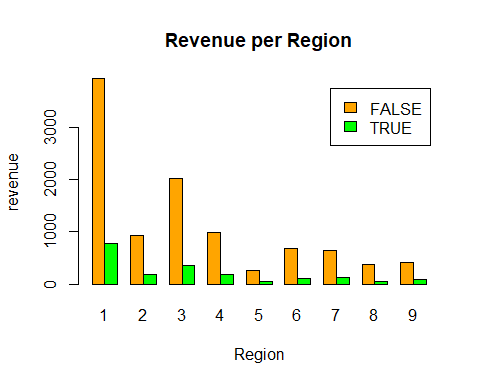 Revenue per Region
FALSE
TRUE
revenue
3000
2000
1000
0
1 2 3 4 5 6 7 8 9
Region